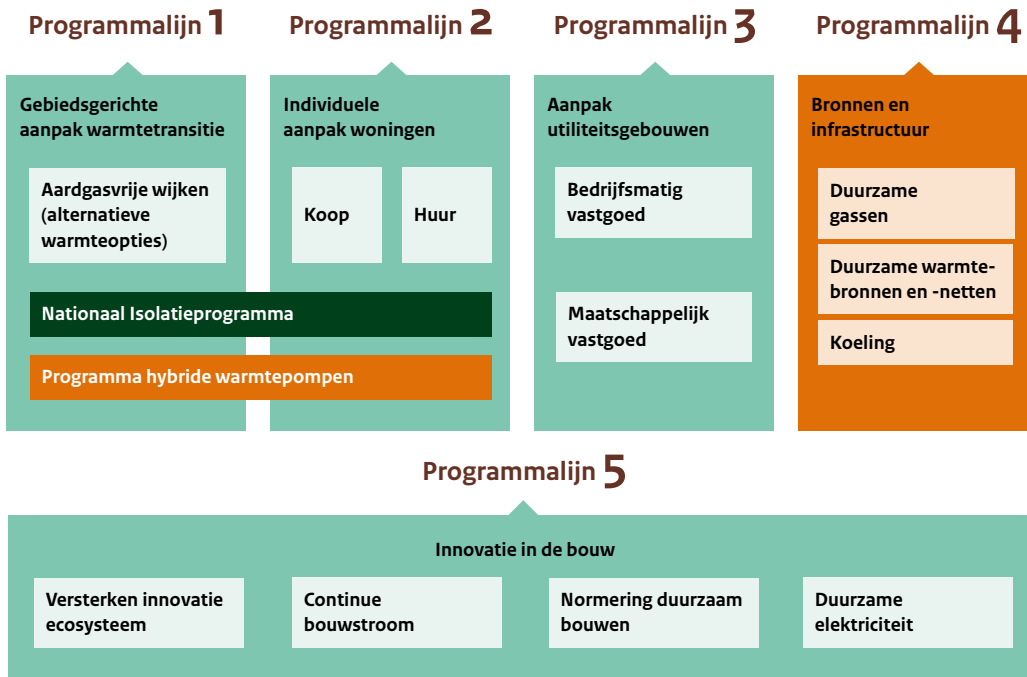 Programmalijn 1
Gebiedsgerichte
aanpak warmtetransitie
Aardgasvrije wijken
(alternatieve
warmteopties)
Programmalijn 2
Individuele
aanpak woningen
Koop
Huur
Nationaal Isolatieprogramma
Programma hybride warmtepompen
Programmalijn 3
Aanpak
utiliteitsgebouwen
Bedrijfsmatig
vastgoed
Maatschappelijk
vastgoed
Programmalijn 4
Bronnen en
infrastructuur
Duurzame
gassen
Duurzame warmte-
bronnen en -netten
Koeling
Programmalijn 5
Innovatie in de bouw
Versterken innovatie
ecosysteem
Continue
bouwstroom
Normering duurzaam
bouwen
Duurzame
elektriciteit